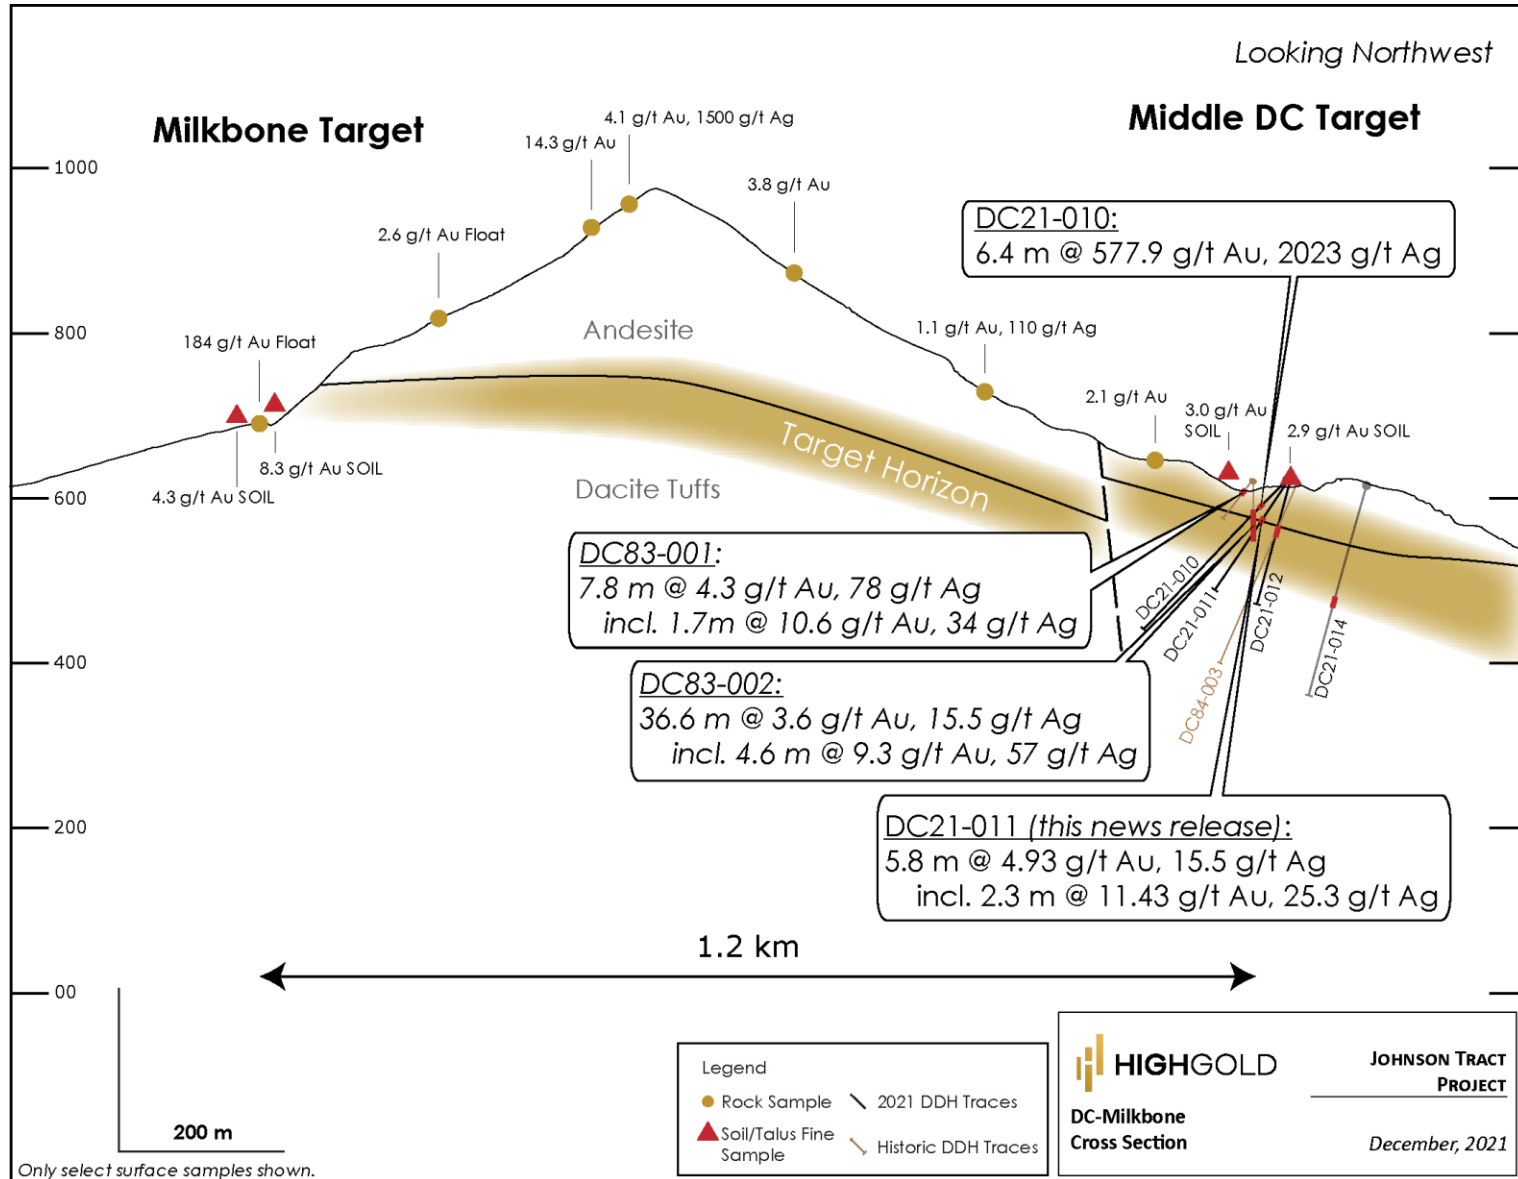 Looking Northwest
Milkbone Target
Middle DC Target
4.1 g/t Au, 1500 g/t Ag
14.3 g/t Au
3.8 g/t Au
1000
2.6 g/t Au Float
DC21-010:
6.4 m @ 577.9 g/t Au, 2023 g/t Ag
800
184 g/t Au Float
Andesite
1.1 g/t Au, 110 g/t Ag
2.1 g/t Au
3.0 g/t Au
SOIL
2.9 g/t Au SOIL
Target Horizon
8.3 g/t Au SOIL
4.3 g/t Au SOIL
600
Dacite Tuffs
DC83-001:
7.8 m @ 4.3 g/t Au, 78 g/t Ag
incl. 1.7m @ 10.6 g/t Au, 34 g/t Ag
DC21-010
DC21-011
DC21-012
DC21-014
DC84-003
400
DC83-002:
36.6 m @ 3.6 g/t Au, 15.5 g/t Ag
incl. 4.6 m @ 9.3 g/t Au, 57 g/t Ag
200
DC21-011 (this news release):
5.8 m @ 4.93 g/t Au, 15.5 g/t Ag
incl. 2.3 m @ 11.43 g/t Au, 25.3 g/t Ag
1.2 km
00
200 m
Only select surface samples shown.
Legend
Rock Sample
2021 DDH Traces
Soil/Talus Fine
Sample
Historic DDH Traces
HIGHGOLD
JOHNSON TRACT
PROJECT
DC-Milkbone
Cross Section
December, 2021